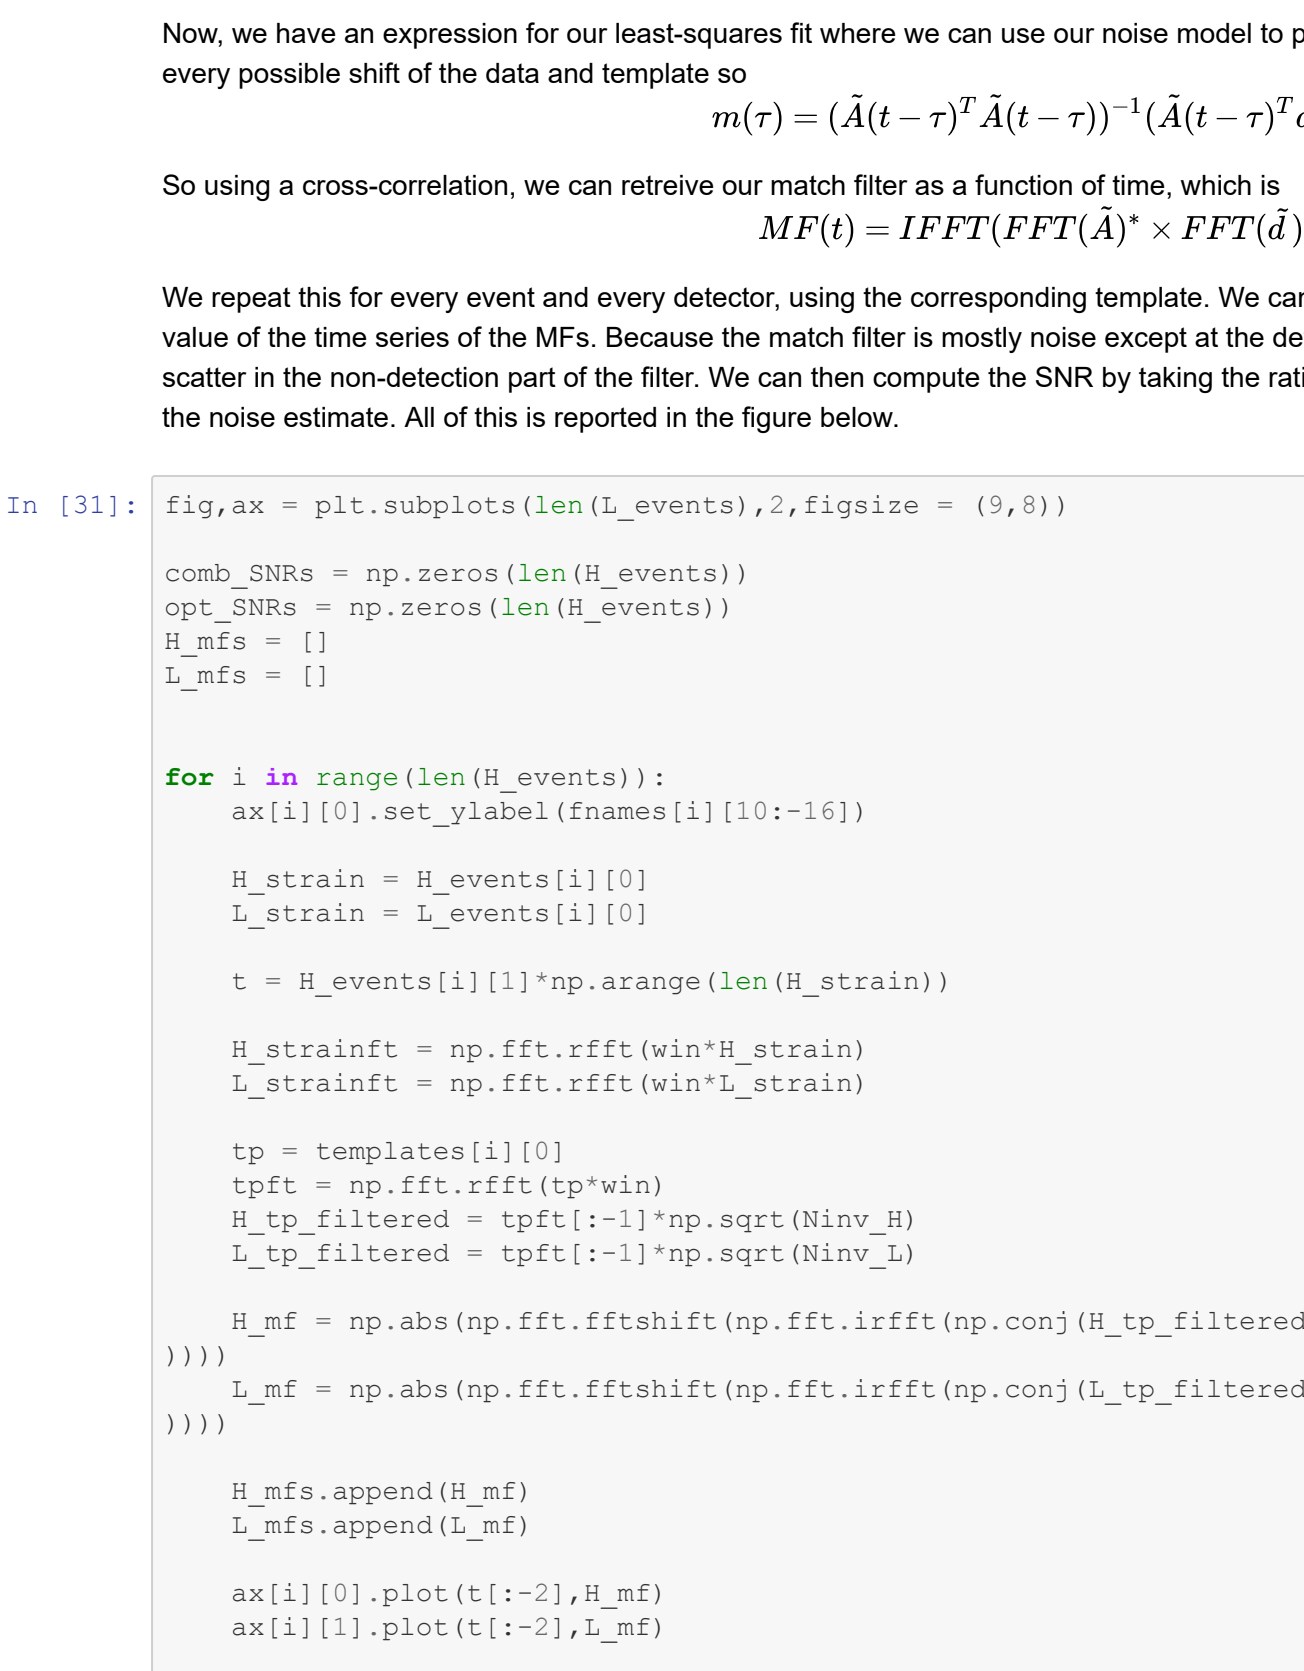 Now, we have an expression for our least-squares fit where we can use our noise model to p
every possible shift of the data and template so
m(τ) = (Ã(t − τ)ᵀÃ(t − τ))⁻¹(Ã(t − τ)ᵀ
So using a cross-correlation, we can retreive our match filter as a function of time, which is
MF(t) = IFFT(FFT(Ã)* × FFT(d̃)
We repeat this for every event and every detector, using the corresponding template. We can
value of the time series of the MFs. Because the match filter is mostly noise except at the de
scatter in the non-detection part of the filter. We can then compute the SNR by taking the rati
the noise estimate. All of this is reported in the figure below.
In [31]: fig,ax = plt.subplots(len(L_events),2,figsize = (9,8))
comb_SNRs = np.zeros(len(H_events))
opt_SNRs = np.zeros(len(H_events))
H_mfs = []
L_mfs = []
for i in range(len(H_events)):
    ax[i][0].set_ylabel(fnames[i][10:-16])
    H_strain = H_events[i][0]
    L_strain = L_events[i][0]
    t = H_events[i][1]*np.arange(len(H_strain))
    H_strainft = np.fft.rfft(win*H_strain)
    L_strainft = np.fft.rfft(win*L_strain)
    tp = templates[i][0]
    tpft = np.fft.rfft(tp*win)
    H_tp_filtered = tpft[:-1]*np.sqrt(Ninv_H)
    L_tp_filtered = tpft[:-1]*np.sqrt(Ninv_L)
    H_mf = np.abs(np.fft.fftshift(np.fft.irfft(np.conj(H_tp_filtered
))))
    L_mf = np.abs(np.fft.fftshift(np.fft.irfft(np.conj(L_tp_filtered
))))
    H_mfs.append(H_mf)
    L_mfs.append(L_mf)
    ax[i][0].plot(t[:-2],H_mf)
    ax[i][1].plot(t[:-2],L_mf)